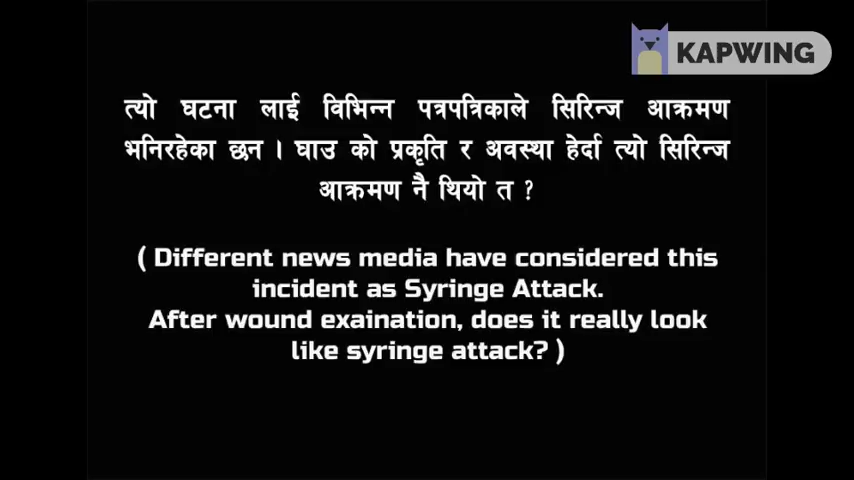 KAPWING
त्यो घटना लाई विभिन्न पत्रपत्रिकाले सिरिन्ज आक्रमण
भनिरहेका छन । घाउ को प्रकृति र अवस्था हेर्दा त्यो सिरिन्ज
आक्रमण नै थियो त ?
( Different news media have considered this
incident as Syringe Attack.
After wound exaination, does it really look
like syringe attack? )